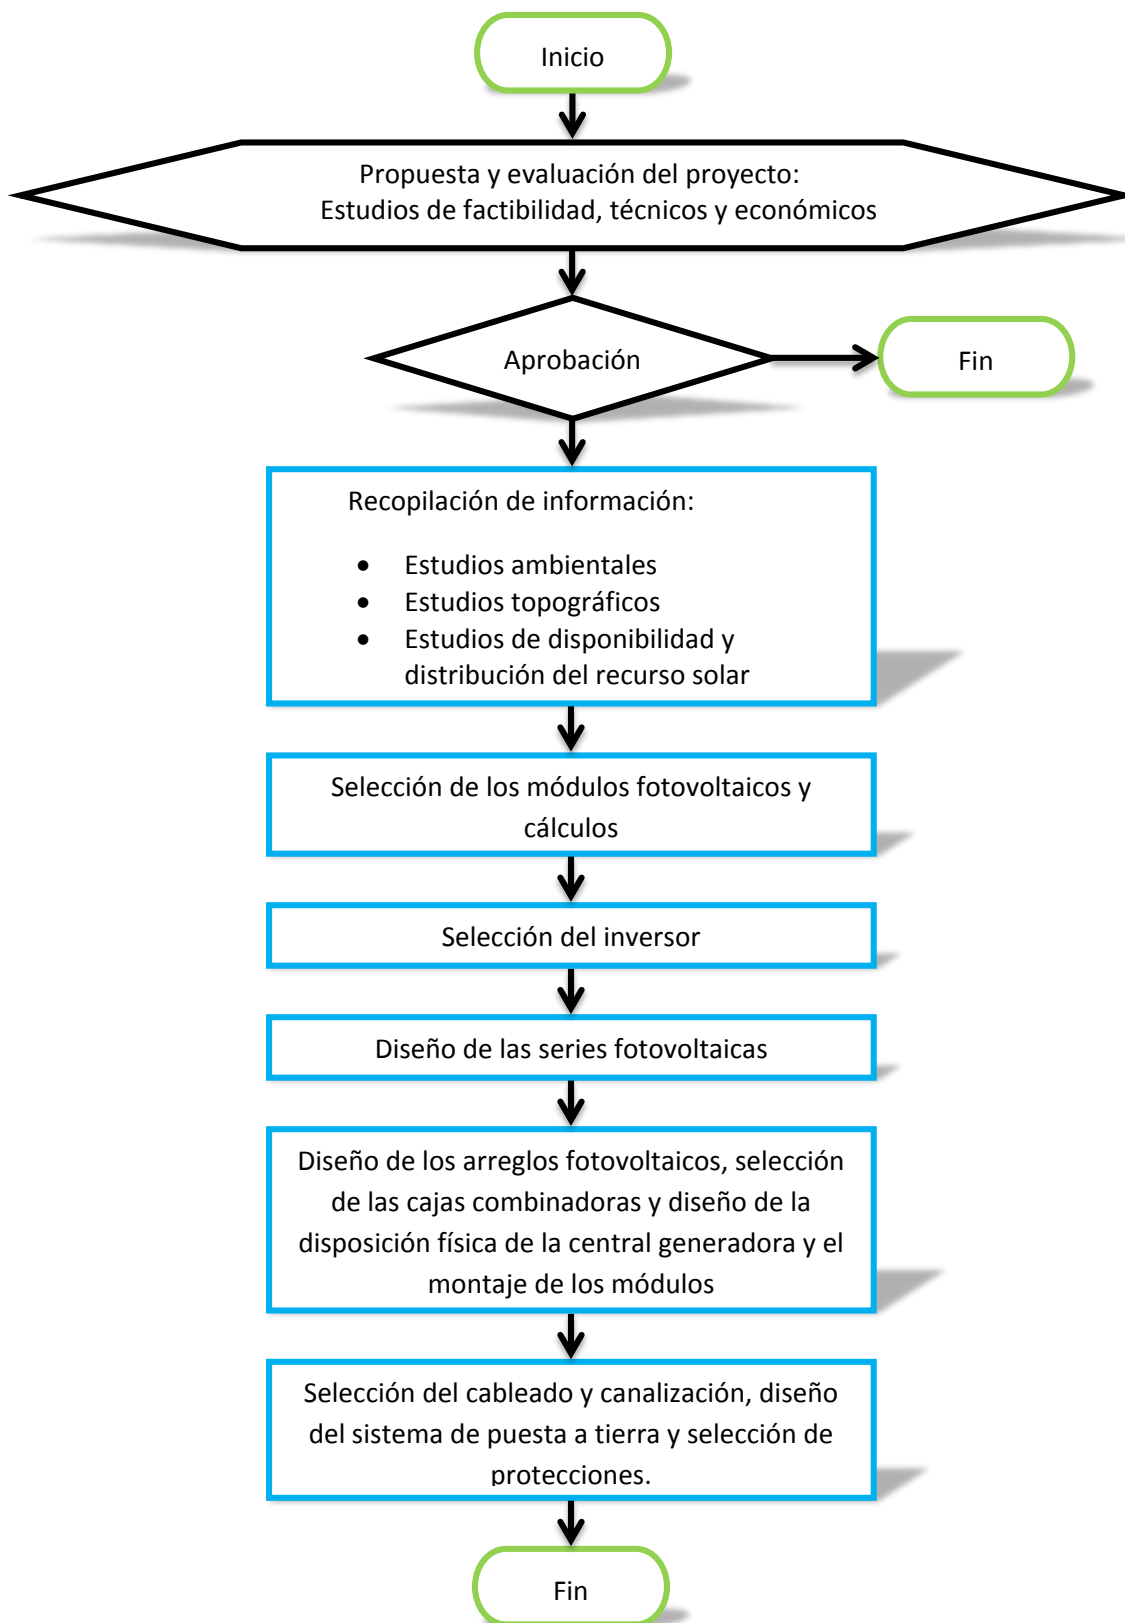 Inicio
Propuesta y evaluación del proyecto:
Estudios de factibilidad, técnicos y económicos
Aprobación
Fin
Recopilación de información:
• Estudios ambientales
• Estudios topográficos
• Estudios de disponibilidad y
distribución del recurso solar
Selección de los módulos fotovoltaicos y
cálculos
Selección del inversor
Diseño de las series fotovoltaicas
Diseño de los arreglos fotovoltaicos, selección
de las cajas combinadoras y diseño de la
disposición física de la central generadora y el
montaje de los módulos
Selección del cableado y canalización, diseño
del sistema de puesta a tierra y selección de
protecciones.
Fin